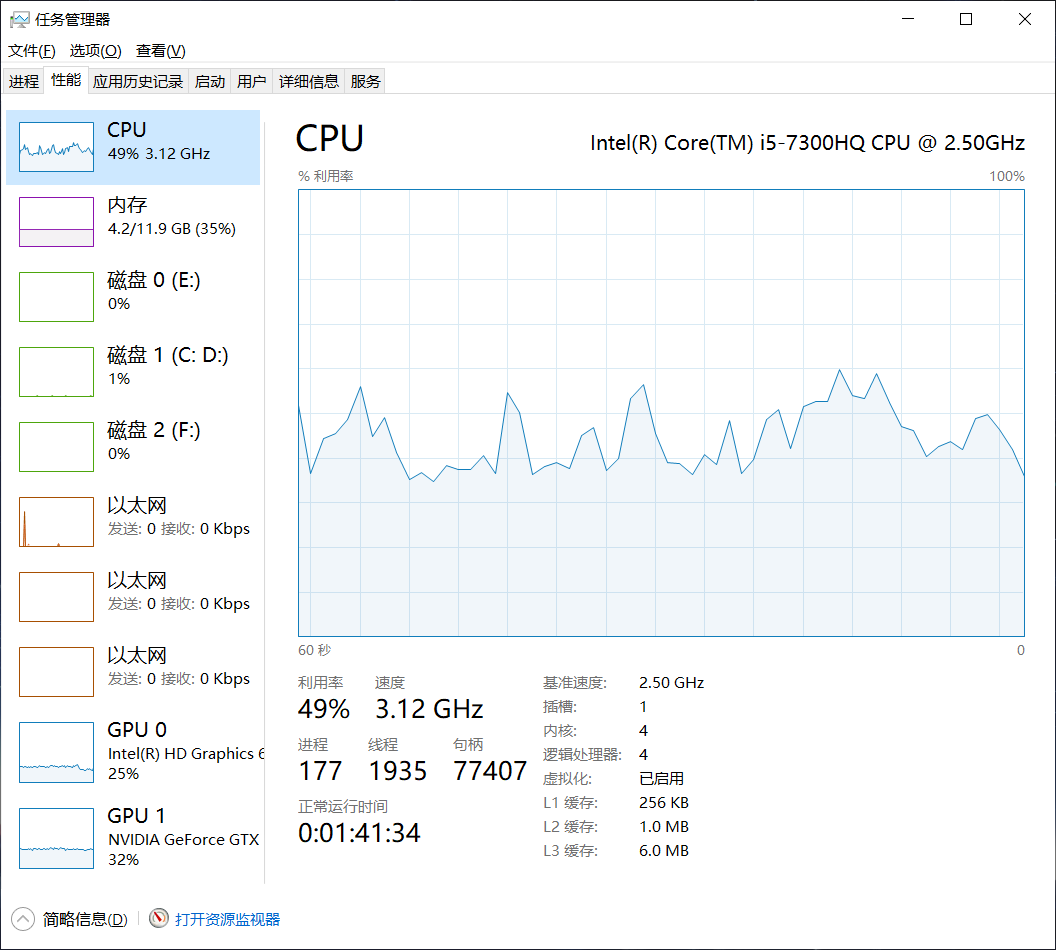 任务管理器
文件(F) 选项(O) 查看(V)
进程 性能 应用历史记录 启动 用户 详细信息 服务
CPU
49% 3.12 GHz
内存
4.2/11.9 GB (35%)
磁盘 0 (E:)
0%
磁盘 1 (C: D:)
1%
磁盘 2 (F:)
0%
以太网
发送: 0 接收: 0 Kbps
以太网
发送: 0 接收: 0 Kbps
以太网
发送: 0 接收: 0 Kbps
GPU 0
Intel(R) HD Graphics 6
25%
GPU 1
NVIDIA GeForce GTX
32%
CPU
Intel(R) Core(TM) i5-7300HQ CPU @ 2.50GHz
% 利用率 100%
60 秒 0
利用率 速度
49% 3.12 GHz
进程 线程 句柄
177 1935 77407
正常运行时间
0:01:41:34
基准速度: 2.50 GHz
插槽: 1
内核: 4
逻辑处理器: 4
虚拟化: 已启用
L1 缓存: 256 KB
L2 缓存: 1.0 MB
L3 缓存: 6.0 MB
简略信息(D) 打开资源监视器